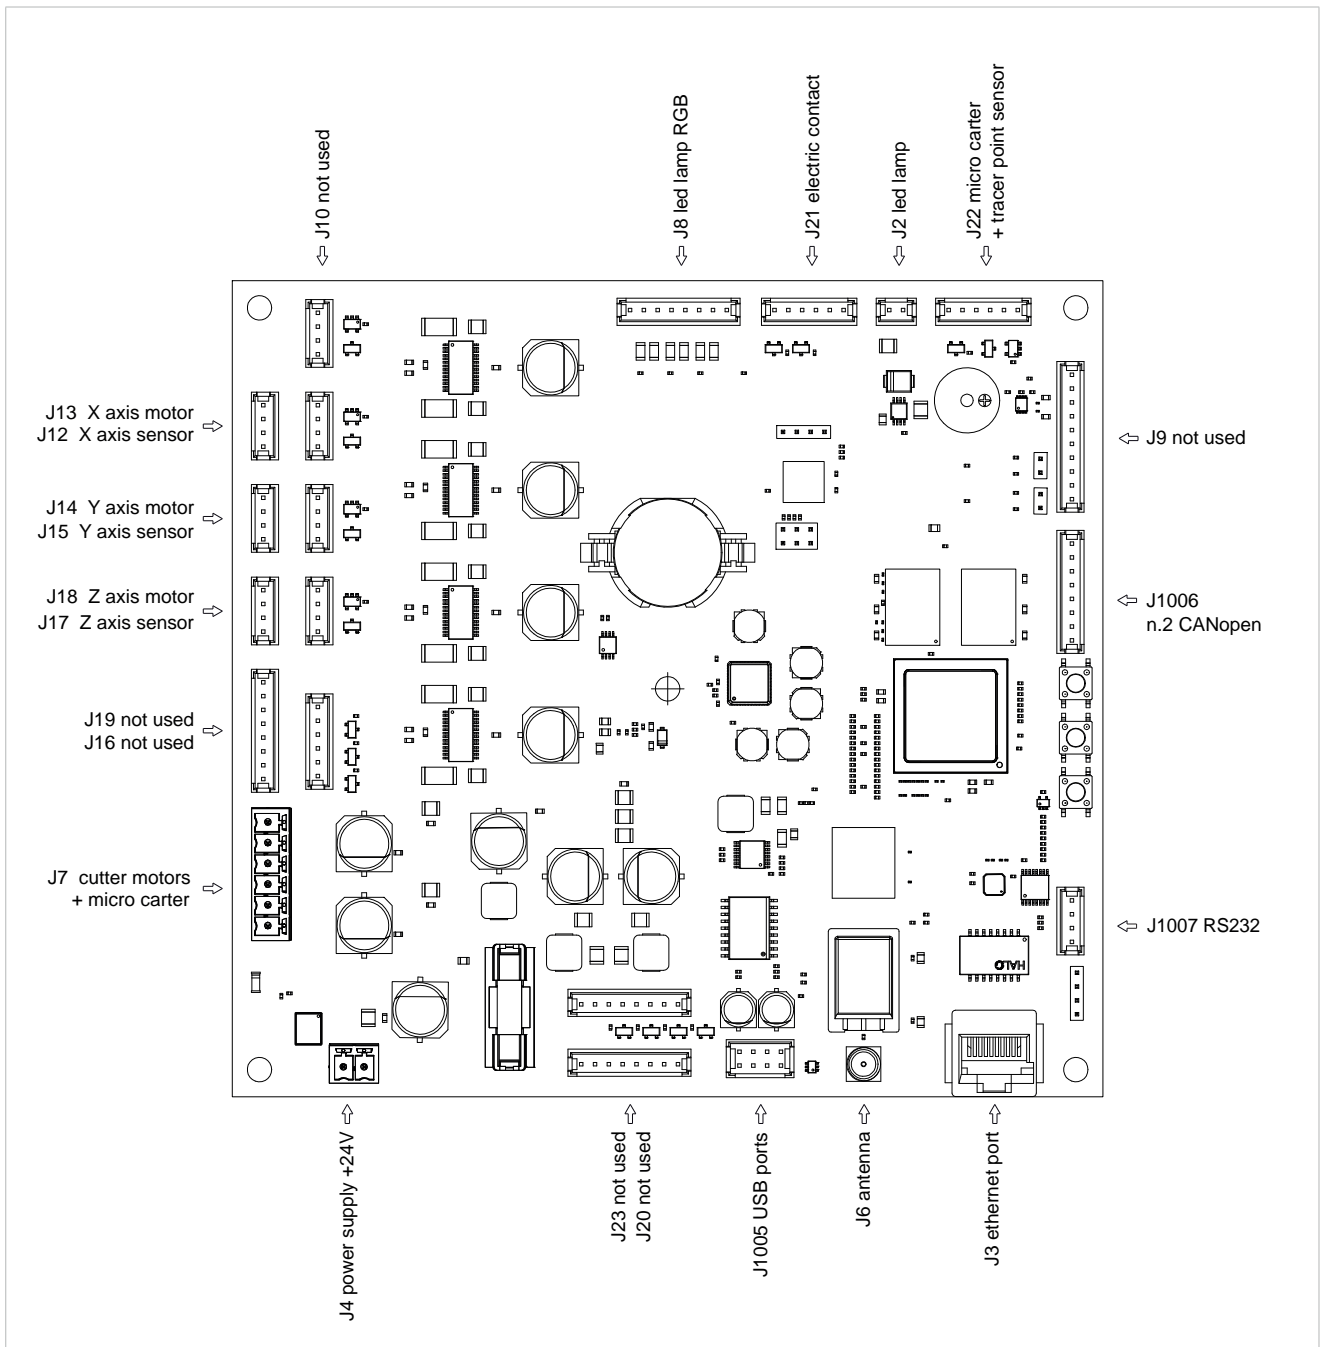 J10 not used
J8 led lamp RGB
J21 electric contact
J2 led lamp
J22 micro carter
+ tracer point sensor
J13 X axis motor
J12 X axis sensor
J9 not used
J14 Y axis motor
J15 Y axis sensor
J18 Z axis motor
J17 Z axis sensor
J1006
n.2 CANopen
J19 not used
J16 not used
J7 cutter motors
+ micro carter
J1007 RS232
HALO
J4 power supply +24V
J23 not used
J20 not used
J1005 USB ports
J6 antenna
J3 ethernet port